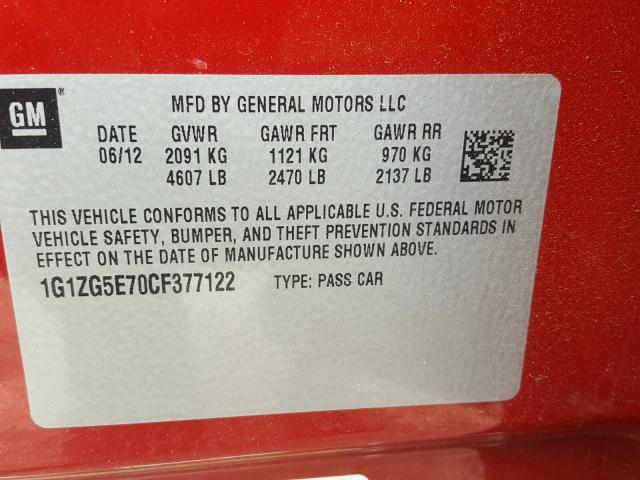 GM®
MFD BY GENERAL MOTORS LLC
DATE GVWR GAWR FRT GAWR RR
06/12 2091 KG 1121 KG 970 KG
4607 LB 2470 LB 2137 LB
THIS VEHICLE CONFORMS TO ALL APPLICABLE U.S. FEDERAL MOTOR
VEHICLE SAFETY, BUMPER, AND THEFT PREVENTION STANDARDS IN
EFFECT ON THE DATE OF MANUFACTURE SHOWN ABOVE.
1G1ZG5E70CF377122 TYPE: PASS CAR